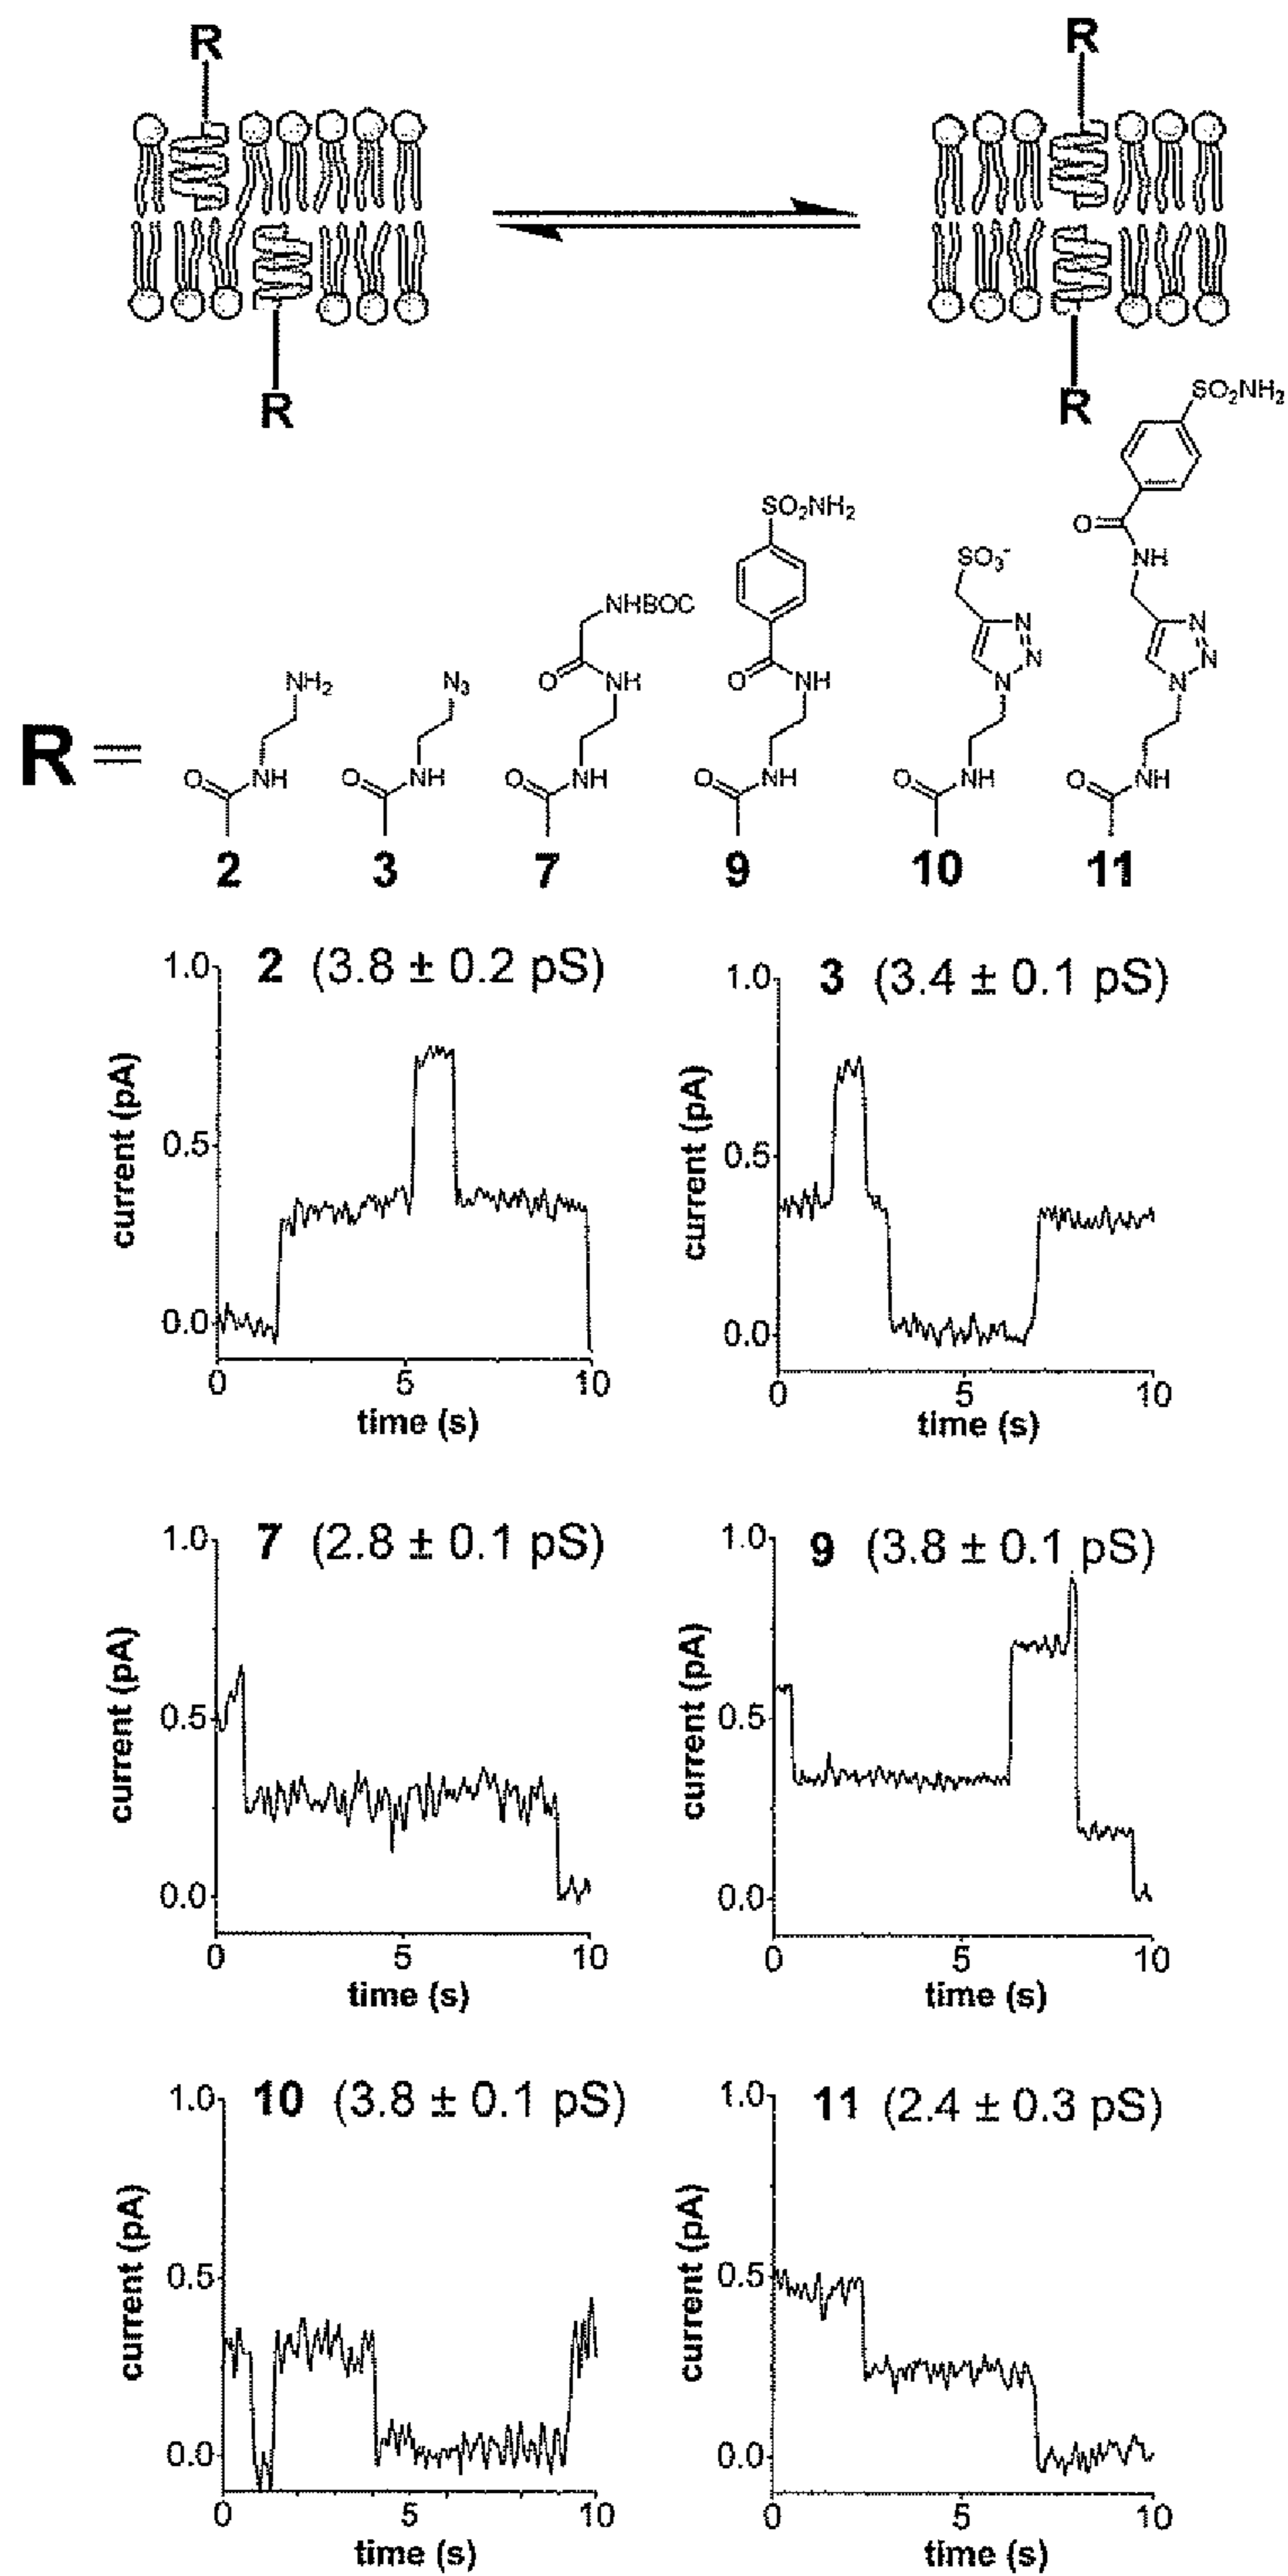 R R
R R
SO2NH2
SO2NH2
O
NH
SO3-
NHBOC
N
N
N
N
N
N
O
NH
O
NH
NH2
N3
R =
O
NH
O
NH
O
NH
O
NH
O
NH
O
NH
2 3 7 9 10 11
2 (3.8 ± 0.2 pS)
1.0
0.5
0.0
current (pA)
0 5 10
time (s)
3 (3.4 ± 0.1 pS)
1.0
0.5
0.0
current (pA)
0 5 10
time (s)
7 (2.8 ± 0.1 pS)
1.0
0.5
0.0
current (pA)
0 5 10
time (s)
9 (3.8 ± 0.1 pS)
1.0
0.5
0.0
current (pA)
0 5 10
time (s)
10 (3.8 ± 0.1 pS)
1.0
0.5
0.0
current (pA)
0 5 10
time (s)
11 (2.4 ± 0.3 pS)
1.0
0.5
0.0
current (pA)
0 5 10
time (s)